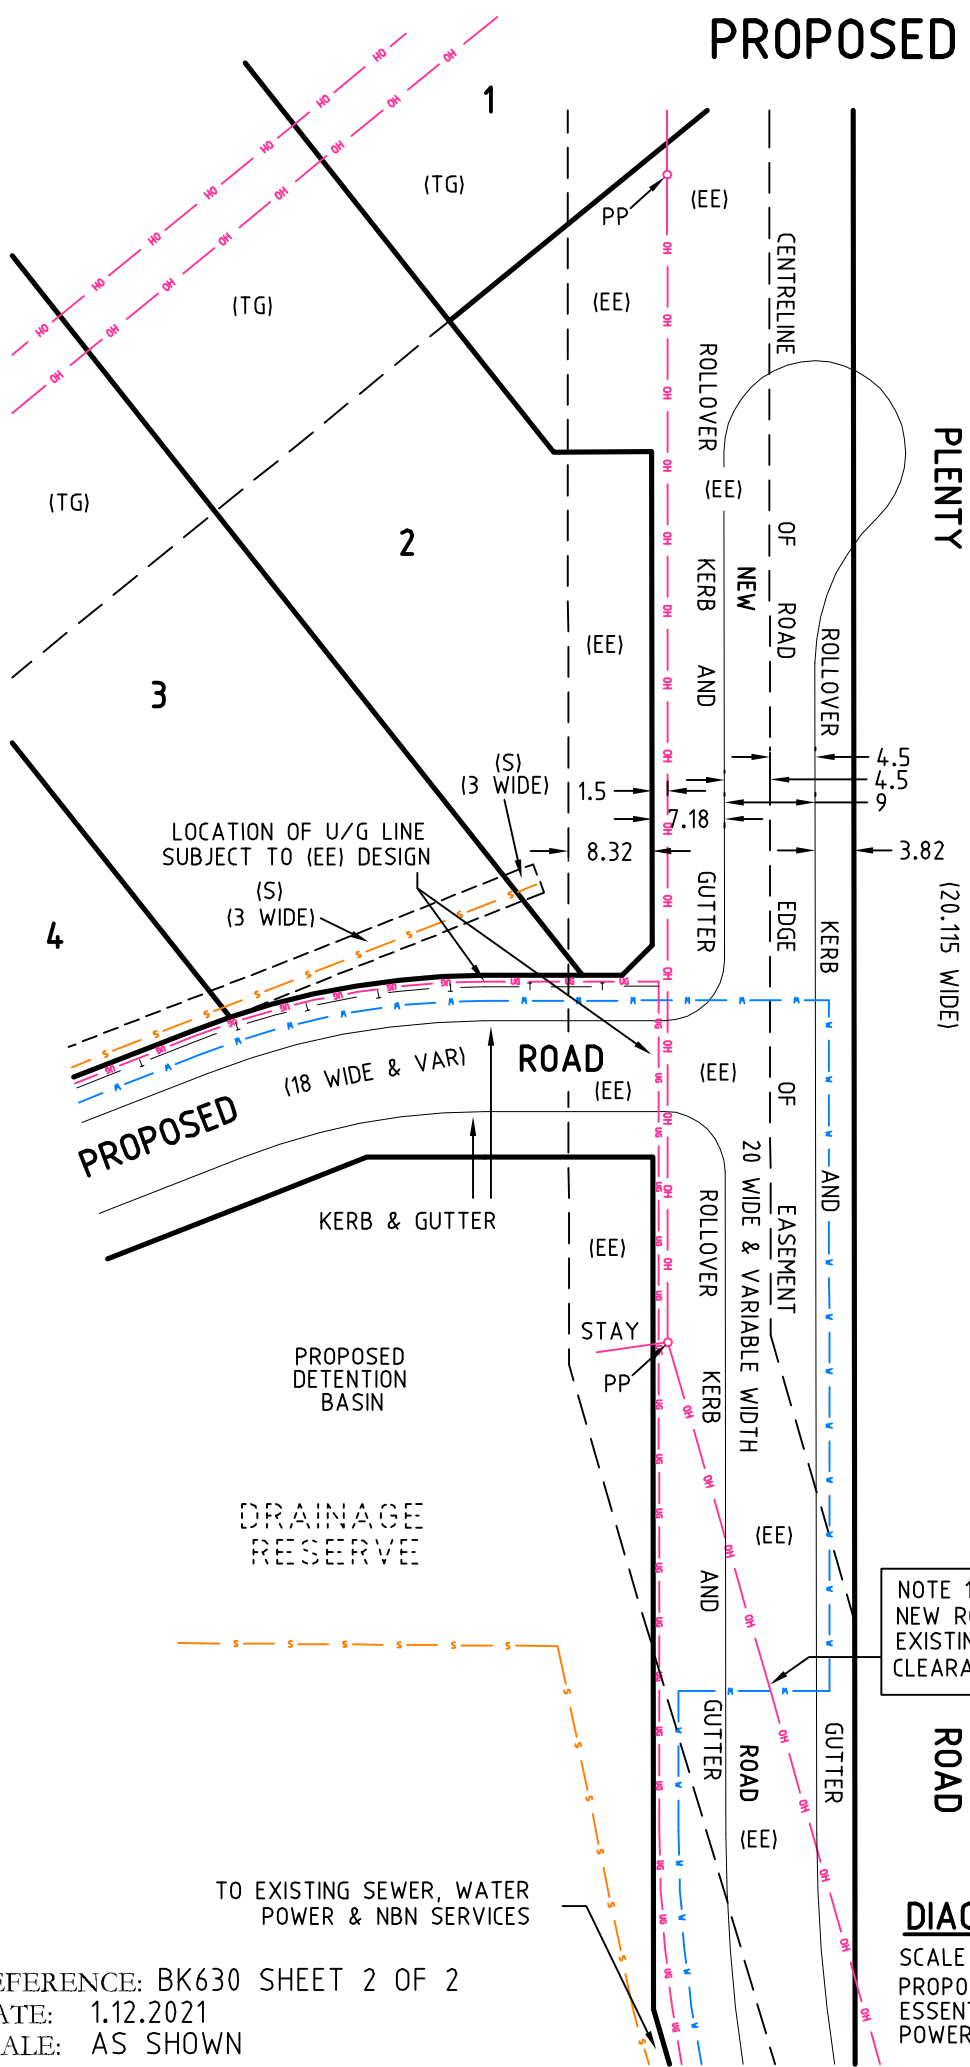 PROPOSED
1
(TG)
PP
(EE)
(TG)
(EE)
CENTRELINE OF ROAD EDGE OF EASEMENT
ROLLOVER KERB AND GUTTER
(EE)
PLENTY
(TG)
2
NEW
(EE)
ROLLOVER KERB AND GUTTER
3
(S)
(3 WIDE)
1.5
7.18
8.32
4.5
4.5
9
3.82
(20.115 WIDE)
LOCATION OF U/G LINE
SUBJECT TO (EE) DESIGN
(S)
(3 WIDE)
4
ROAD
(18 WIDE & VAR)
(EE)
(EE)
PROPOSED
KERB & GUTTER
20 WIDE & VARIABLE WIDTH
ROLLOVER KERB AND GUTTER
(EE)
STAY
PP
PROPOSED
DETENTION
BASIN
DRAINAGE
RESERVE
(EE)
NOTE 1
NEW RO
EXISTIN
CLEARA
ROAD
ROAD
(EE)
TO EXISTING SEWER, WATER
POWER & NBN SERVICES
DIAG
SCALE
PROPO
ESSENT
POWER
EFERENCE: BK630 SHEET 2 OF 2
ATE: 1.12.2021
ALE: AS SHOWN